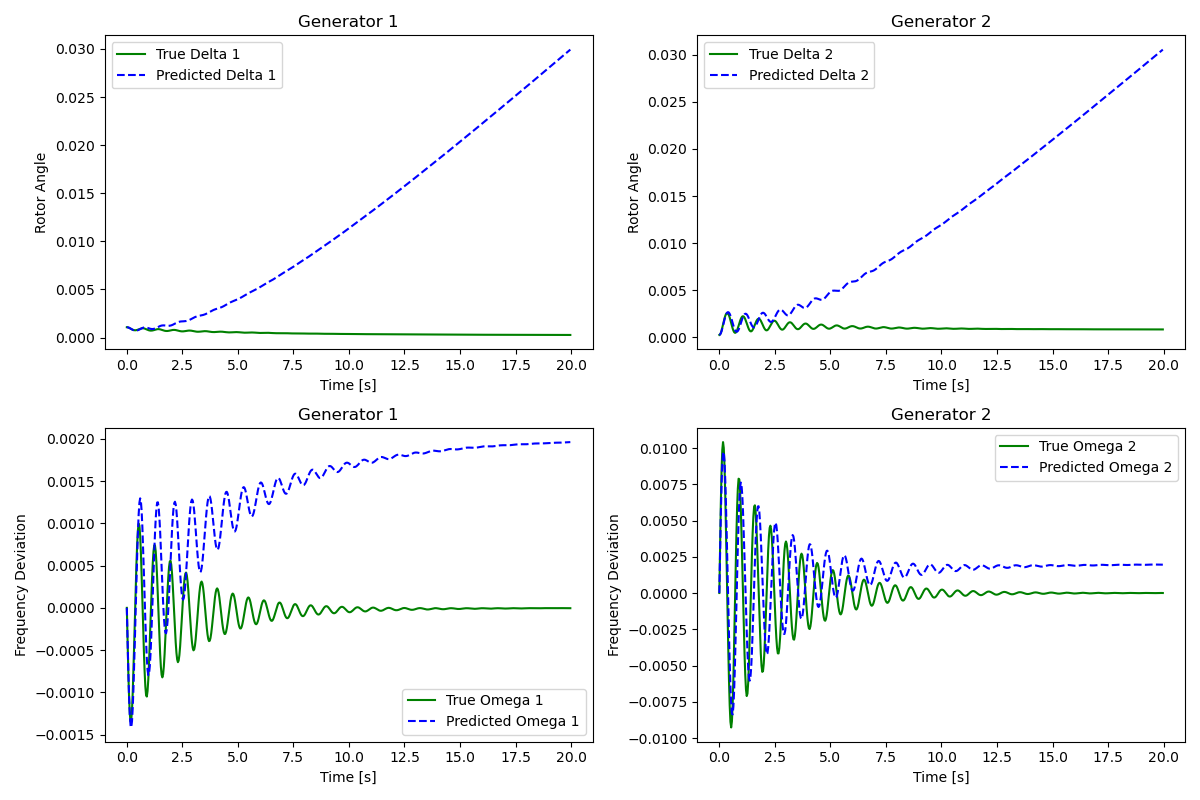 Generator 1
True Delta 1
Predicted Delta 1
Rotor Angle
0.030
0.025
0.020
0.015
0.010
0.005
0.000
0.0 2.5 5.0 7.5 10.0 12.5 15.0 17.5 20.0
Time [s]
Generator 2
True Delta 2
Predicted Delta 2
Rotor Angle
0.030
0.025
0.020
0.015
0.010
0.005
0.000
0.0 2.5 5.0 7.5 10.0 12.5 15.0 17.5 20.0
Time [s]
Generator 1
Frequency Deviation
0.0020
0.0015
0.0010
0.0005
0.0000
−0.0005
−0.0010
−0.0015
True Omega 1
Predicted Omega 1
0.0 2.5 5.0 7.5 10.0 12.5 15.0 17.5 20.0
Time [s]
Generator 2
True Omega 2
Predicted Omega 2
Frequency Deviation
0.0100
0.0075
0.0050
0.0025
0.0000
−0.0025
−0.0050
−0.0075
−0.0100
0.0 2.5 5.0 7.5 10.0 12.5 15.0 17.5 20.0
Time [s]